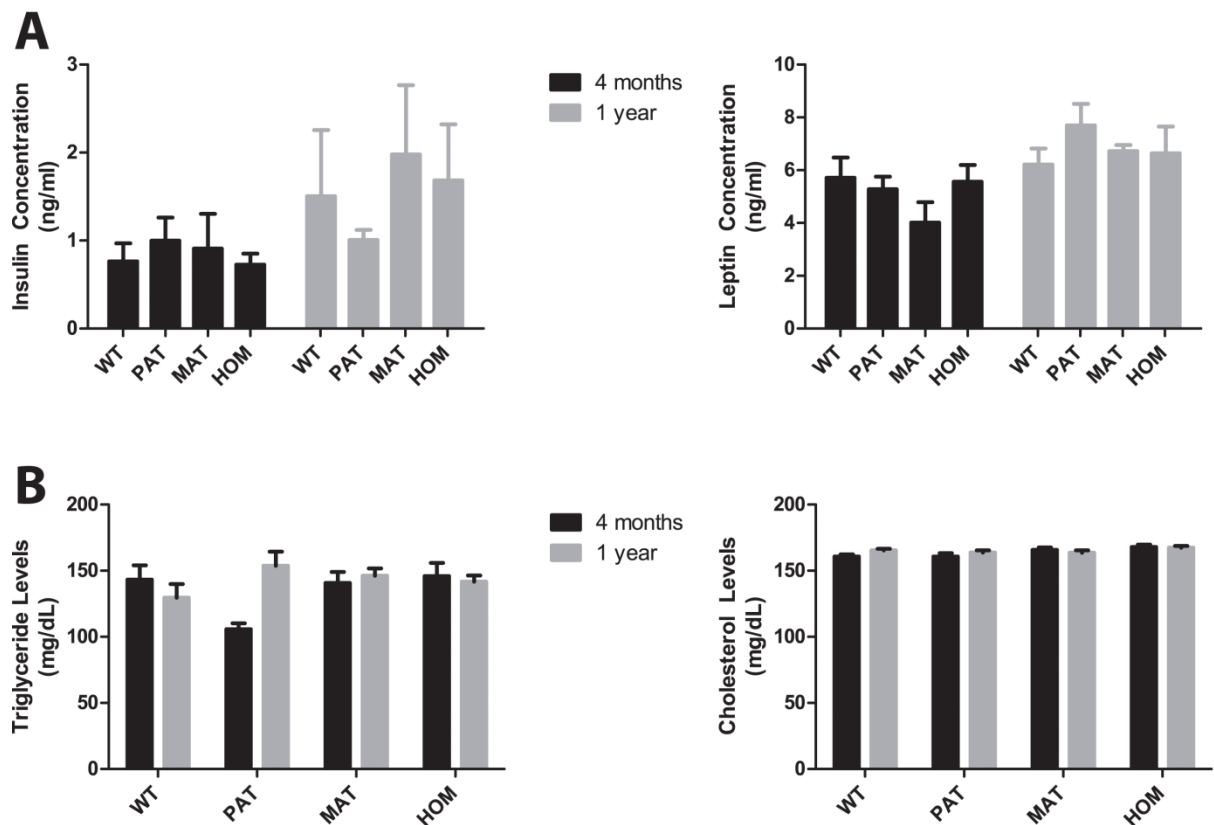 A
Insulin Concentration
(ng/ml)
3
2
1
0
WT
PAT
MAT
HOM
WT
PAT
MAT
HOM
4 months
1 year
Leptin Concentration
(ng/ml)
10
8
6
4
2
0
WT
PAT
MAT
HOM
WT
PAT
MAT
HOM
B
Triglyceride Levels
(mg/dL)
200
150
100
50
0
WT
PAT
MAT
HOM
4 months
1 year
Cholesterol Levels
(mg/dL)
200
150
100
50
0
WT
PAT
MAT
HOM